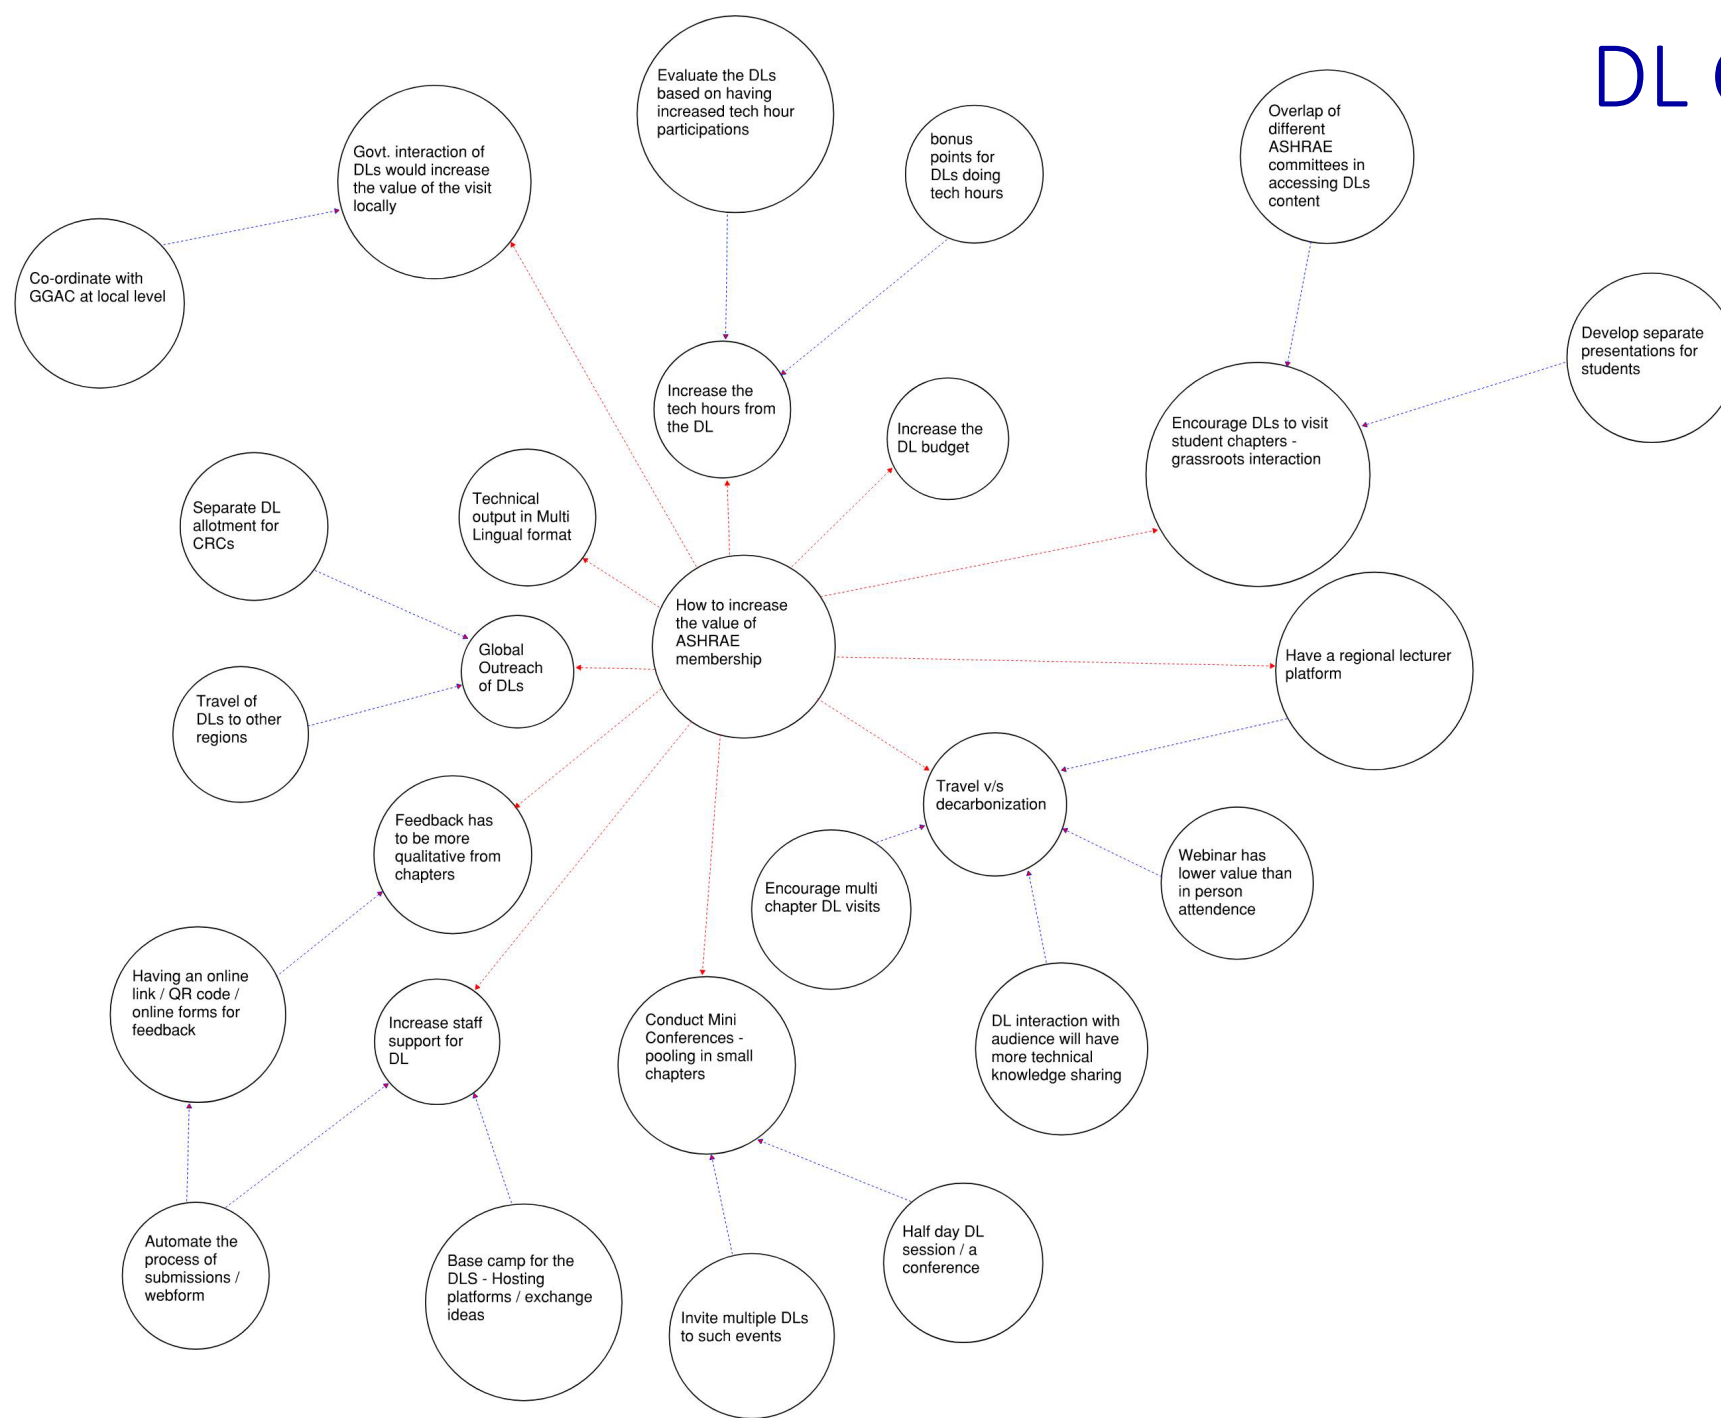 DL
Evaluate the DLs
based on having
increased tech hour
participations
bonus
points for
DLs doing
tech hours
Overlap of
different
ASHRAE
committees in
accessing DLs
content
Govt. interaction of
DLs would increase
the value of the visit
locally
Co-ordinate with
GGAC at local level
Develop separate
presentations for
students
Increase the
tech hours from
the DL
Increase the
DL budget
Encourage DLs to visit
student chapters -
grassroots interaction
Technical
output in Multi
Lingual format
Separate DL
allotment for
CRCs
How to increase
the value of
ASHRAE
membership
Global
Outreach
of DLs
Have a regional lecturer
platform
Travel of
DLs to other
regions
Travel v/s
decarbonization
Feedback has
to be more
qualitative from
chapters
Encourage multi
chapter DL visits
Webinar has
lower value than
in person
attendence
Having an online
link / QR code /
online forms for
feedback
Increase staff
support for
DL
Conduct Mini
Conferences -
pooling in small
chapters
DL interaction with
audience will have
more technical
knowledge sharing
Automate the
process of
submissions /
webform
Base camp for the
DLS - Hosting
platforms / exchange
ideas
Half day DL
session / a
conference
Invite multiple DLs
to such events